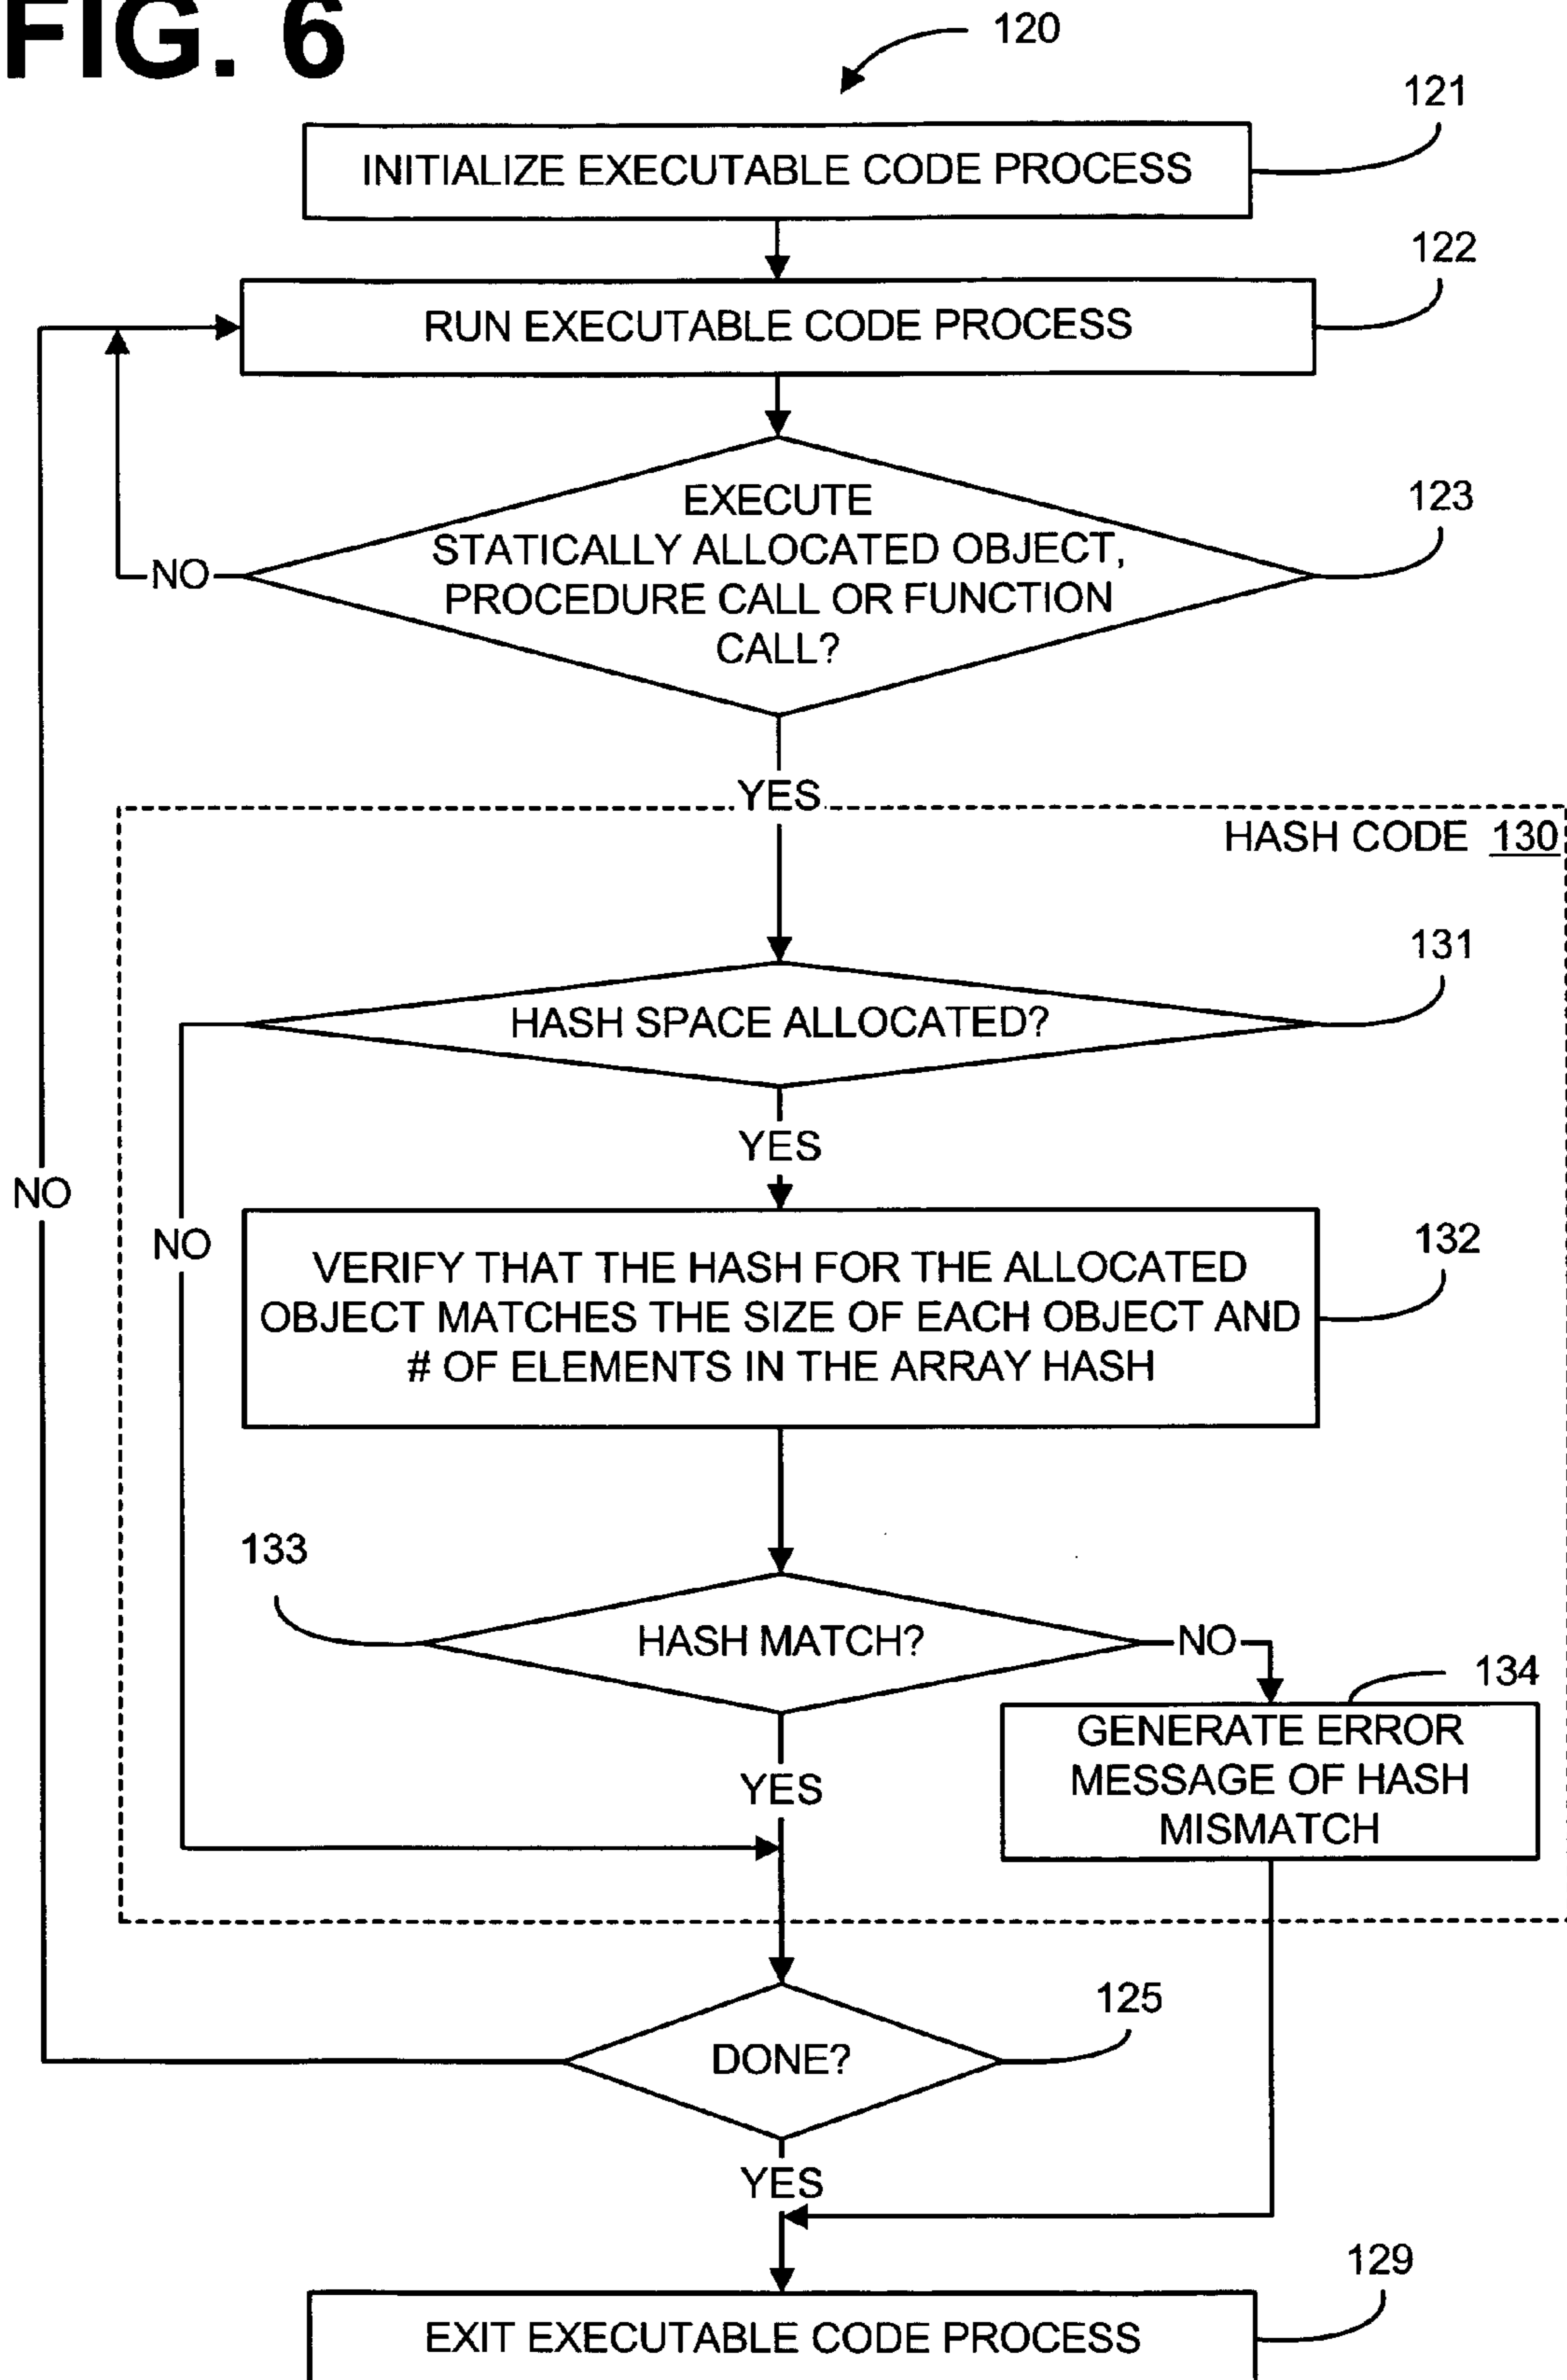 FIG. 6
120
121
INITIALIZE EXECUTABLE CODE PROCESS
122
RUN EXECUTABLE CODE PROCESS
123
EXECUTE
STATICALLY ALLOCATED OBJECT,
PROCEDURE CALL OR FUNCTION
CALL?
NO
YES
HASH CODE 130
131
HASH SPACE ALLOCATED?
YES
NO
NO
132
VERIFY THAT THE HASH FOR THE ALLOCATED
OBJECT MATCHES THE SIZE OF EACH OBJECT AND
# OF ELEMENTS IN THE ARRAY HASH
133
HASH MATCH?
NO
134
GENERATE ERROR
MESSAGE OF HASH
MISMATCH
YES
125
DONE?
YES
129
EXIT EXECUTABLE CODE PROCESS